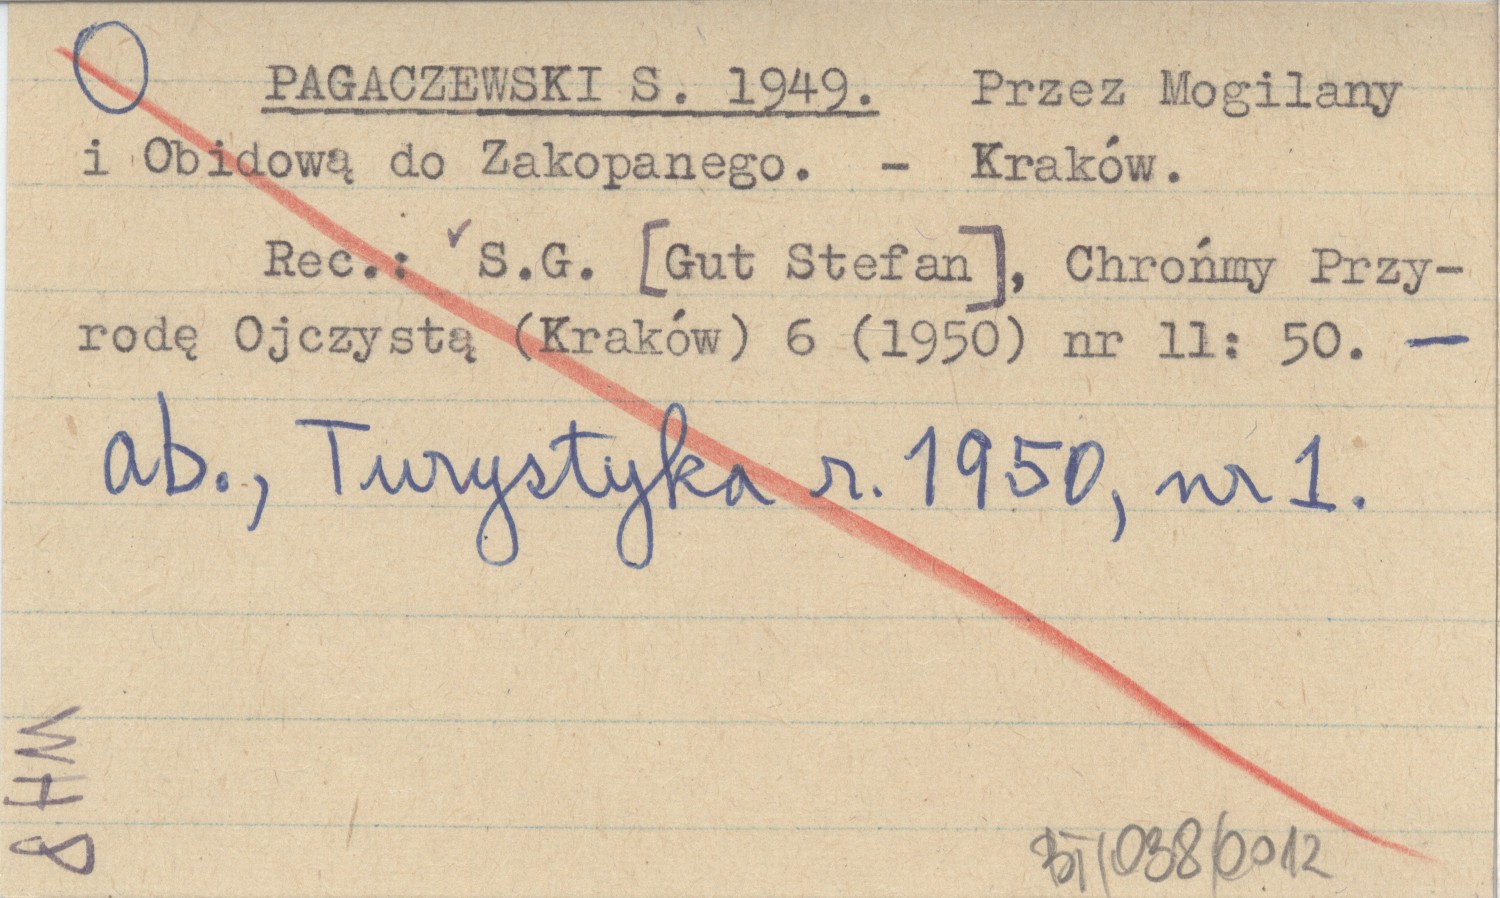 PAGACZEWSKI S. 1949. Przez Mogilany
i Obidową do Zakopanego. - Kraków.
Rec.: ✓ S.G. [Gut Stefan], Chrońmy Przy-
rodę Ojczystą (Kraków) 6 (1950) nr 11: 50. —
ab., Turystyka r. 1950, nr 1.
BT/038/0012